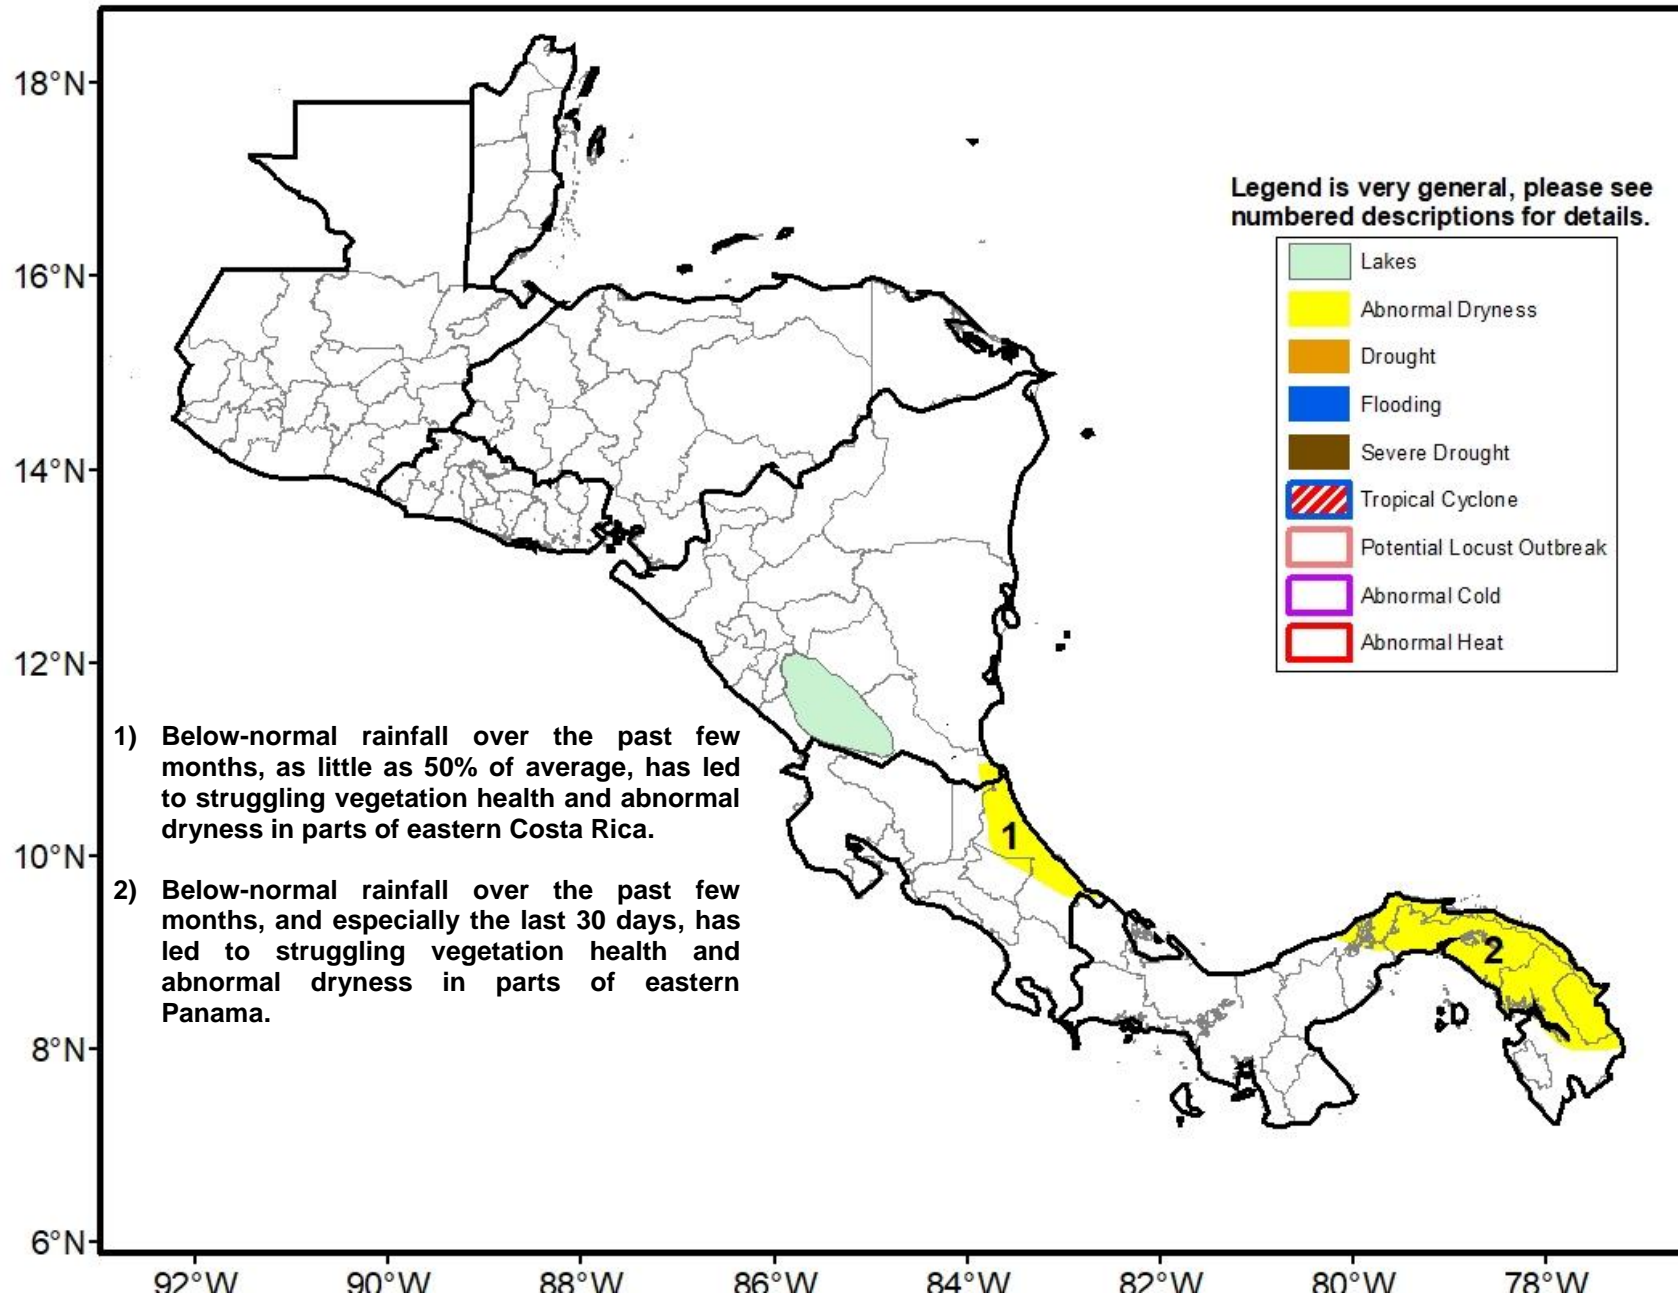 18°N
16°N
14°N
12°N
10°N
8°N
6°N
Legend is very general, please see
numbered descriptions for details.
Lakes
Abnormal Dryness
Drought
Flooding
Severe Drought
Tropical Cyclone
Potential Locust Outbreak
Abnormal Cold
Abnormal Heat
1) Below-normal rainfall over the past few
months, as little as 50% of average, has led
to struggling vegetation health and abnormal
dryness in parts of eastern Costa Rica.
2) Below-normal rainfall over the past few
months, and especially the last 30 days, has
led to struggling vegetation health and
abnormal dryness in parts of eastern
Panama.
1
2
92°W 90°W 88°W 86°W 84°W 82°W 80°W 78°W